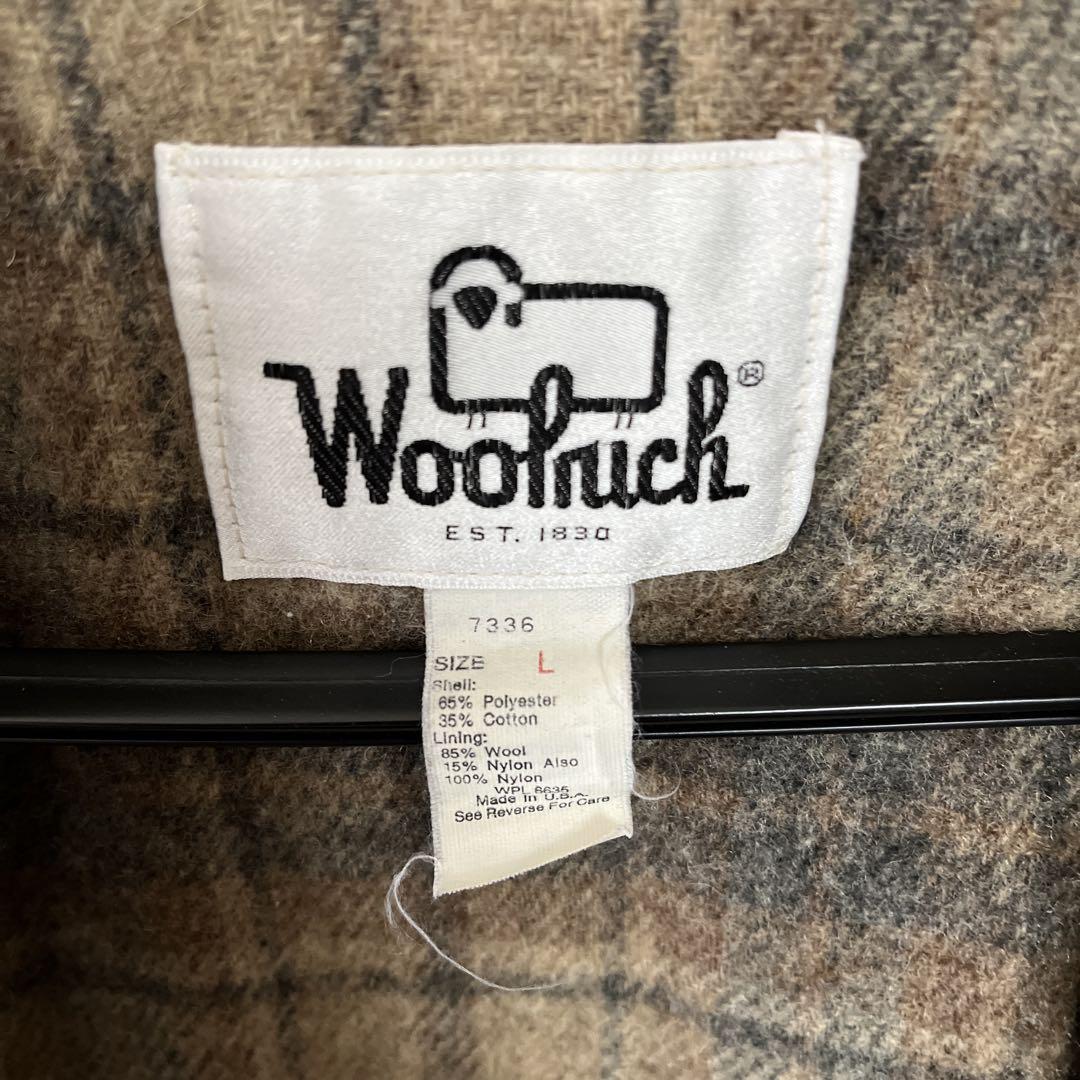 Woolrich®
EST. 1830
7336
SIZE L
Shell:
65% Polyester
35% Cotton
Lining:
85% Wool
15% Nylon Also
100% Nylon
WPL 6635
Made In U.S.A.
See Reverse For Care